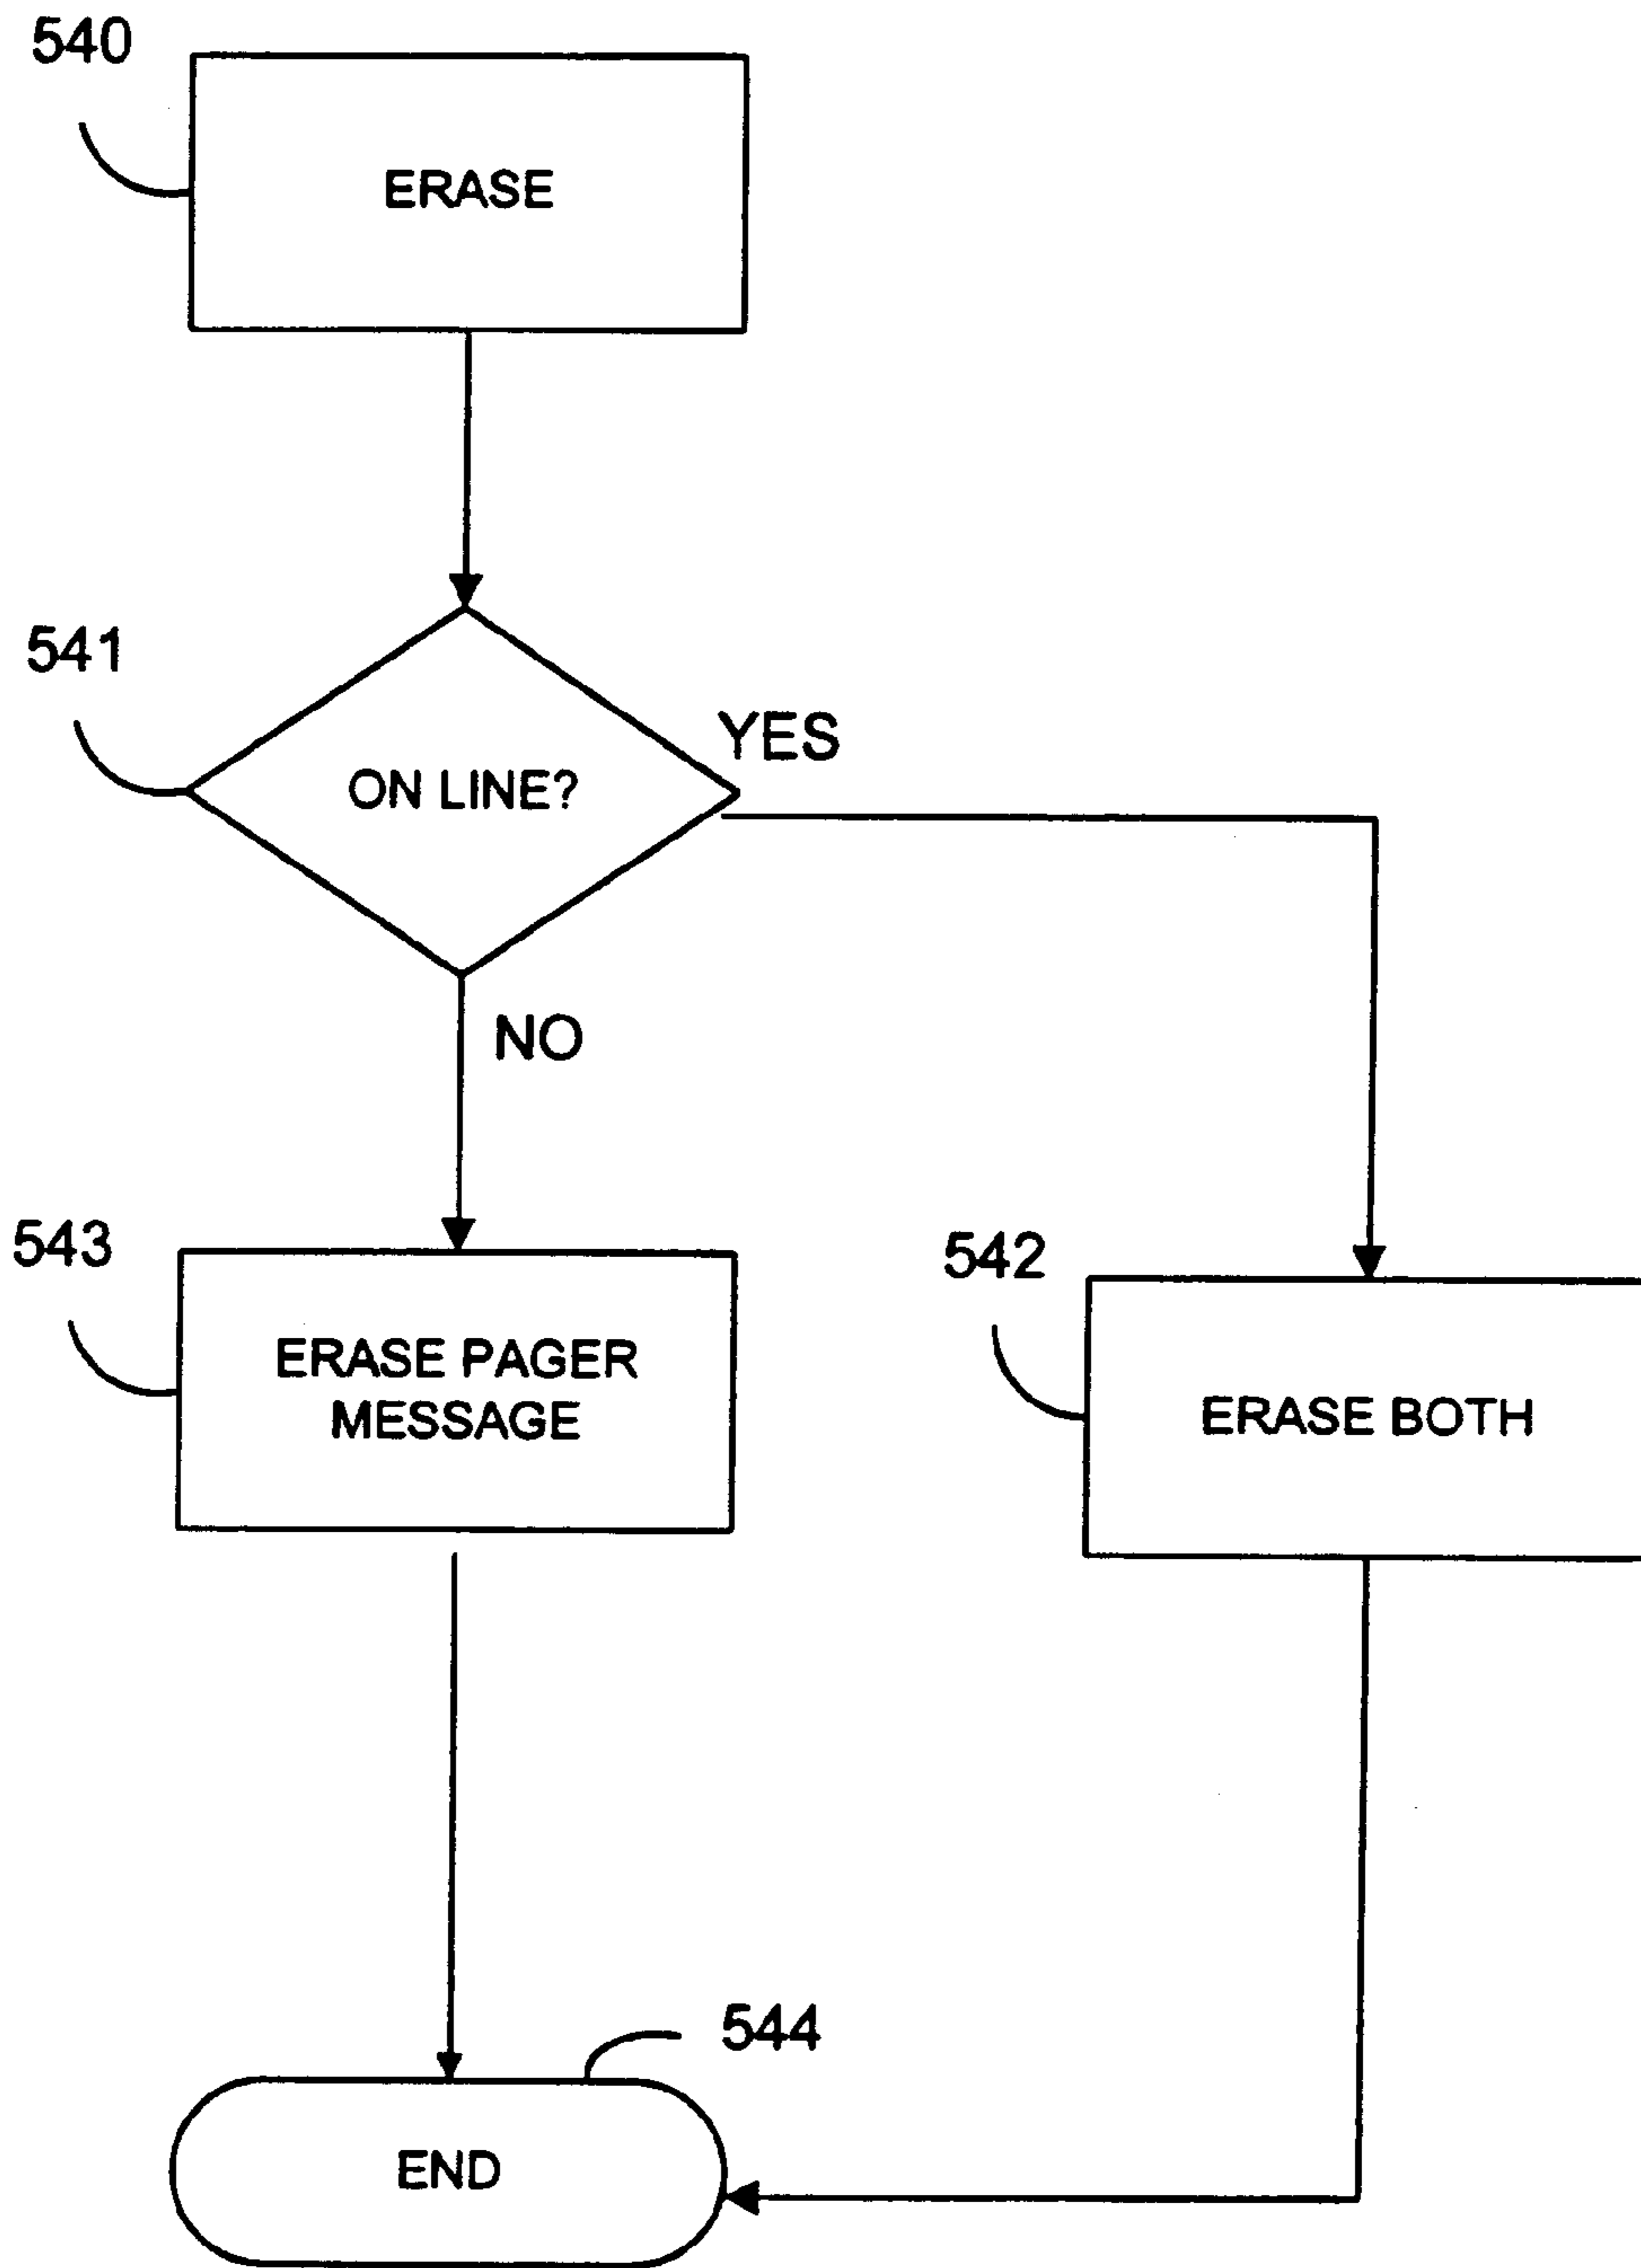 540
ERASE
541
ON LINE?
YES
NO
543
ERASE PAGER
MESSAGE
542
ERASE BOTH
544
END